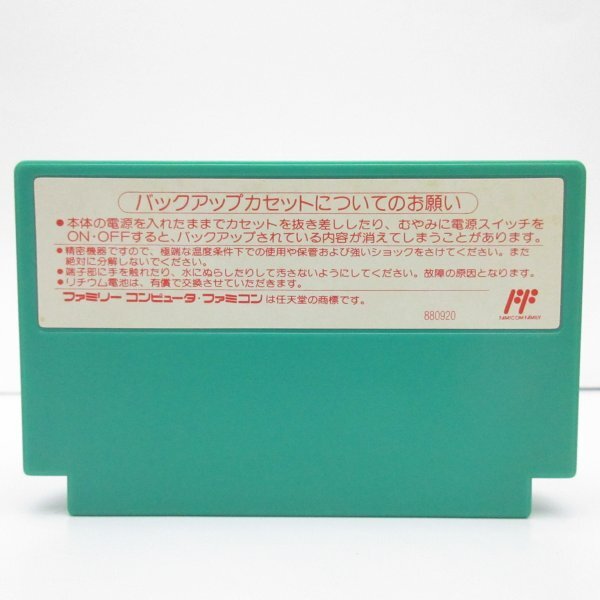 バックアップカセットについてのお願い
●本体の電源を入れたままでカセットを抜き差ししたり、むやみに電源スイッチを
ON・OFFすると、バックアップされている内容が消えてしまうことがあります。
●精密機器ですので、極端な温度条件下での使用や保管および強いショックをさけてください。また
絶対に分解しないでください。
●端子部に手を触れたり、水にぬらしたりして汚さないようにしてください。故障の原因となります。
●リチウム電池は、有償で交換させていただきます。
ファミリー コンピュータ・ファミコン は任天堂の商標です。
880920
FAMICOM FAMILY